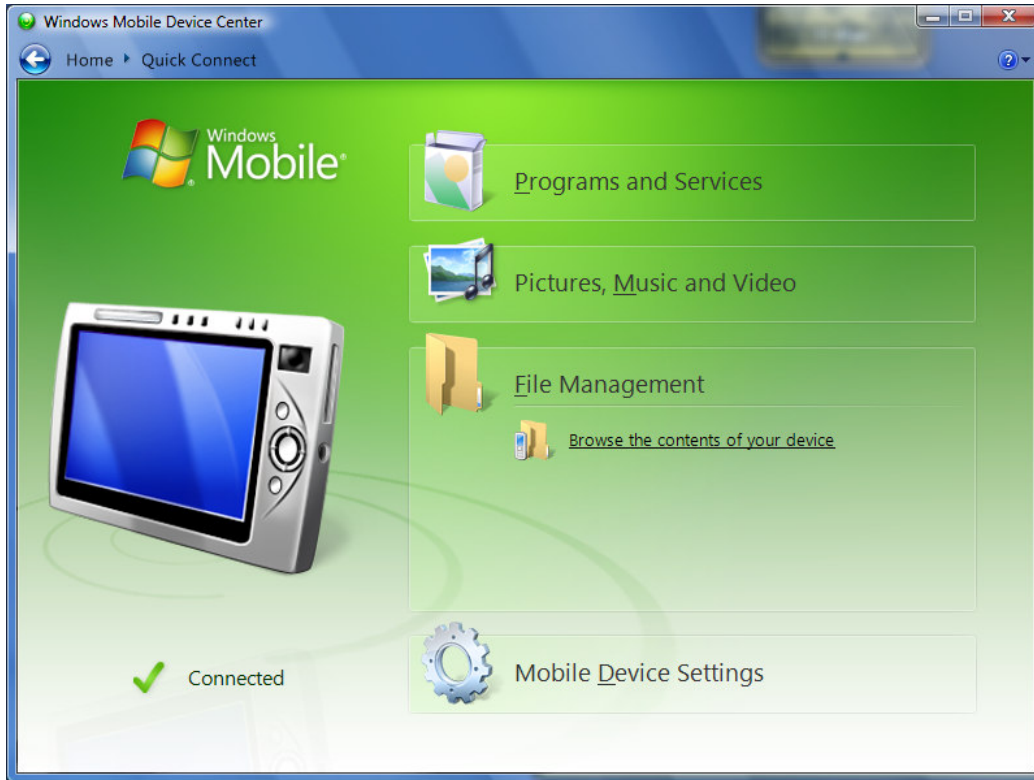 Windows Mobile Device Center
Home Quick Connect
Windows
Mobile
Programs and Services
Pictures, Music and Video
File Management
Browse the contents of your device
Connected
Mobile Device Settings